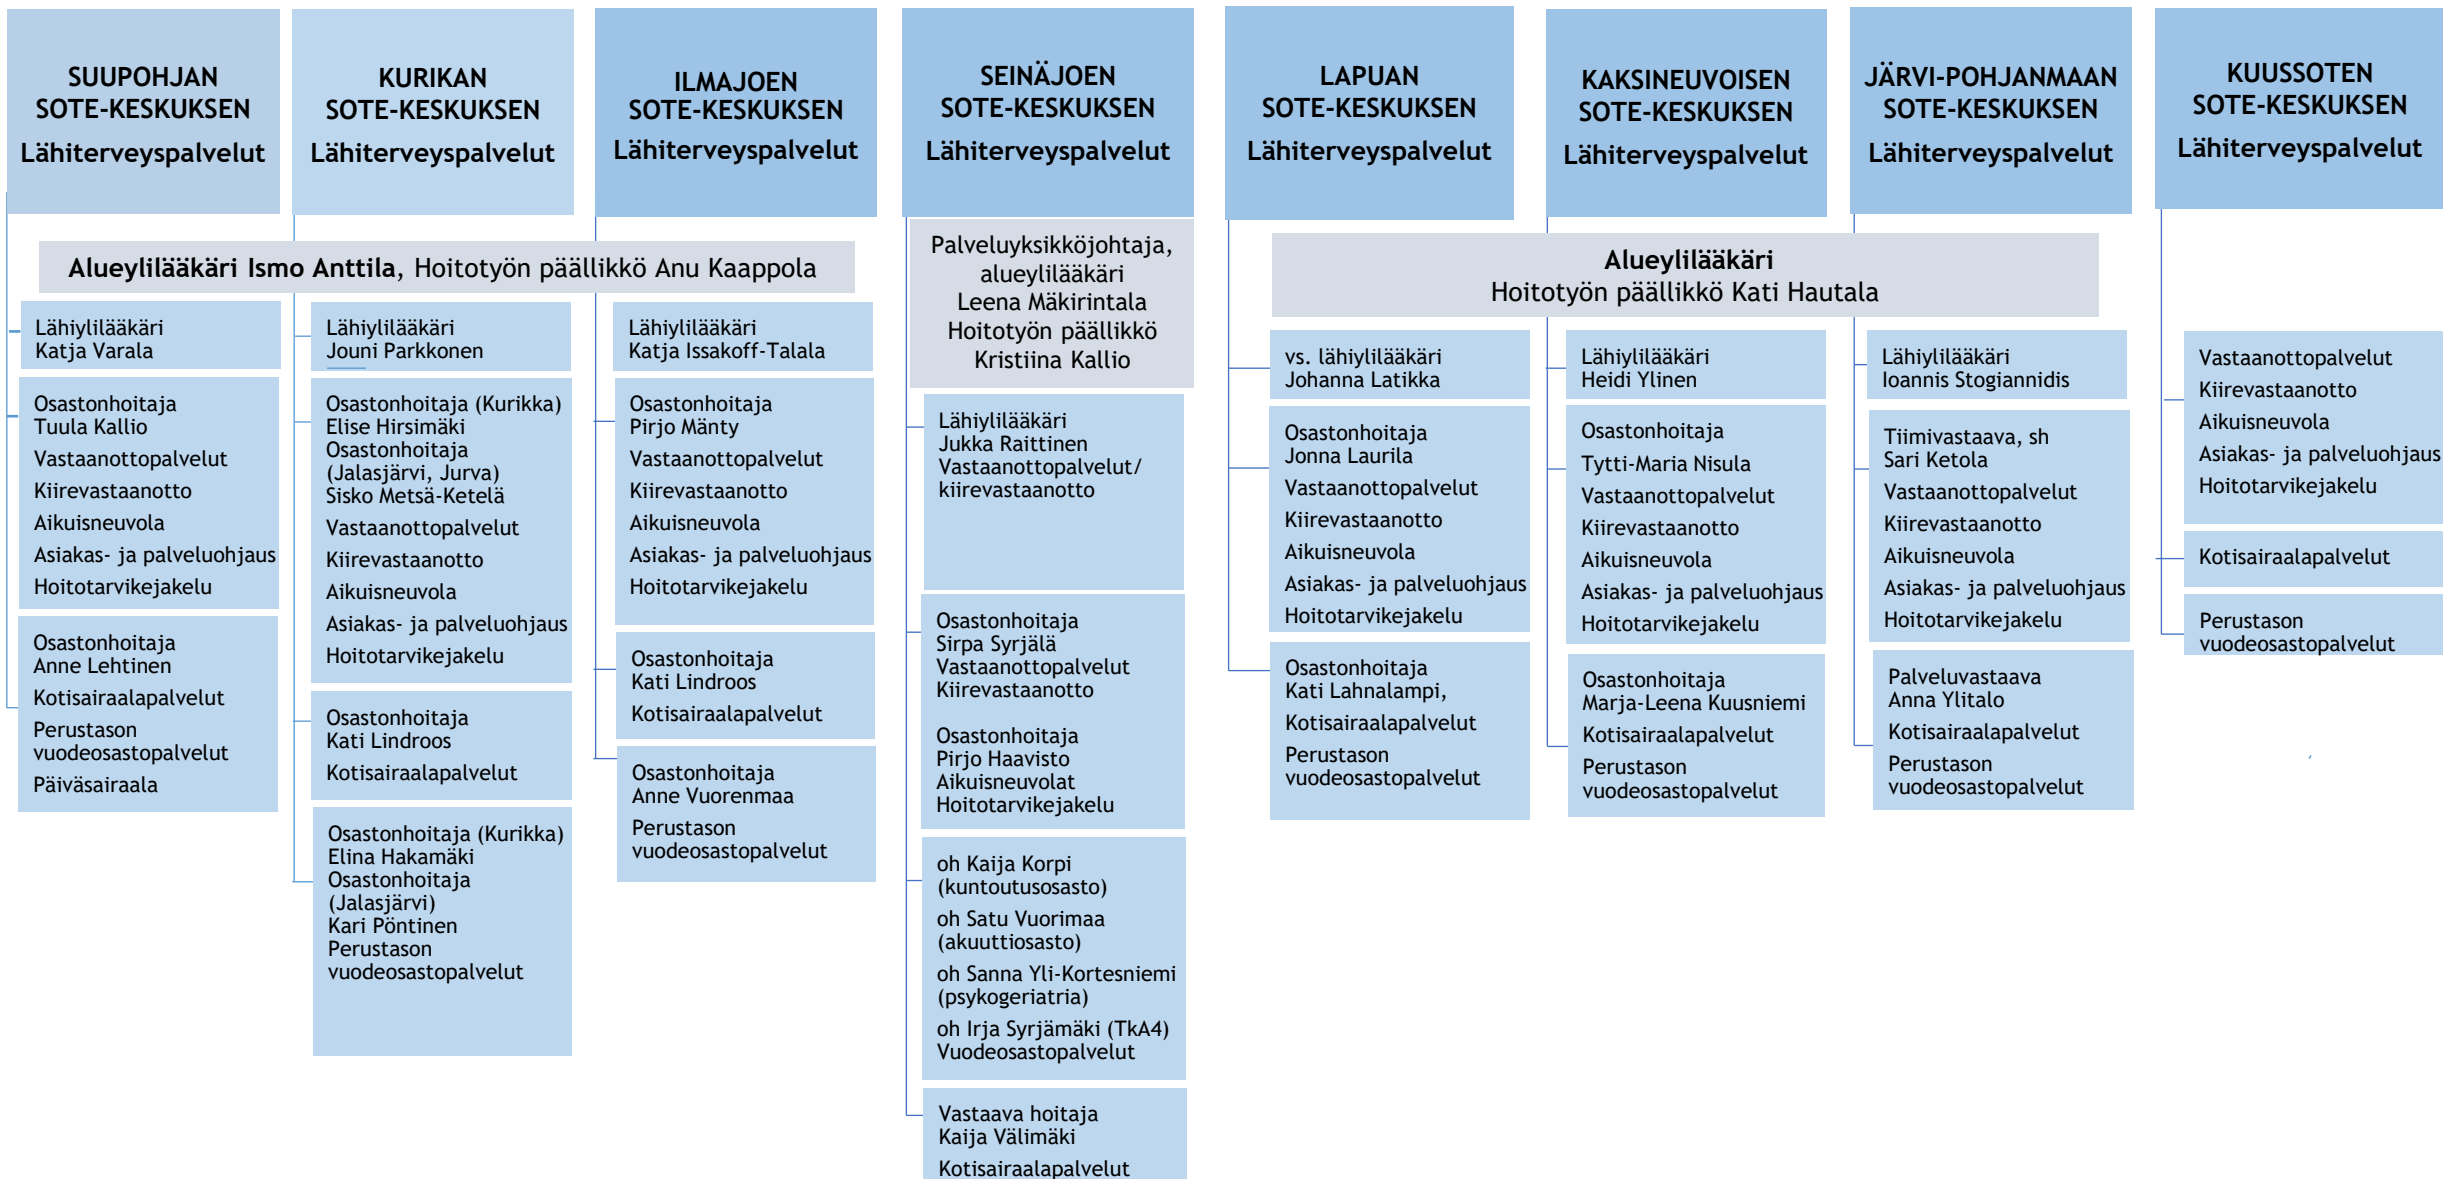 SUUPOHJAN
SOTE-KESKUKSEN
Lähiterveyspalvelut
KURIKAN
SOTE-KESKUKSEN
Lähiterveyspalvelut
ILMAJOEN
SOTE-KESKUKSEN
Lähiterveyspalvelut
SEINÄJOEN
SOTE-KESKUKSEN
Lähiterveyspalvelut
LAPUAN
SOTE-KESKUKSEN
Lähiterveyspalvelut
KAKSINEUVOISEN
SOTE-KESKUKSEN
Lähiterveyspalvelut
JÄRVI-POHJANMAAN
SOTE-KESKUKSEN
Lähiterveyspalvelut
KUUSSOTEN
SOTE-KESKUKSEN
Lähiterveyspalvelut
Alueylilääkäri Ismo Anttila, Hoitotyön päällikkö Anu Kaappola
Palveluyksikköjohtaja,
alueylilääkäri
Leena Mäkirintala
Hoitotyön päällikkö
Kristiina Kallio
Alueylilääkäri
Hoitotyön päällikkö Kati Hautala
Lähiylilääkäri
Katja Varala
Osastonhoitaja
Tuula Kallio
Vastaanottopalvelut
Kiirevastaanotto
Aikuisneuvola
Asiakas- ja palveluohjaus
Hoitotarvikejakelu
Osastonhoitaja
Anne Lehtinen
Kotisairaalapalvelut
Perustason
vuodeosastopalvelut
Päiväsairaala
Lähiylilääkäri
Jouni Parkkonen
Osastonhoitaja (Kurikka)
Elise Hirsimäki
Osastonhoitaja
(Jalasjärvi, Jurva)
Sisko Metsä-Ketelä
Vastaanottopalvelut
Kiirevastaanotto
Aikuisneuvola
Asiakas- ja palveluohjaus
Hoitotarvikejakelu
Osastonhoitaja
Kati Lindroos
Kotisairaalapalvelut
Osastonhoitaja (Kurikka)
Elina Hakamäki
Osastonhoitaja
(Jalasjärvi)
Kari Pöntinen
Perustason
vuodeosastopalvelut
Lähiylilääkäri
Katja Issakoff-Talala
Osastonhoitaja
Pirjo Mänty
Vastaanottopalvelut
Kiirevastaanotto
Aikuisneuvola
Asiakas- ja palveluohjaus
Hoitotarvikejakelu
Osastonhoitaja
Kati Lindroos
Kotisairaalapalvelut
Osastonhoitaja
Anne Vuorenmaa
Perustason
vuodeosastopalvelut
Lähiylilääkäri
Jukka Raittinen
Vastaanottopalvelut/
kiirevastaanotto
Osastonhoitaja
Sirpa Syrjälä
Vastaanottopalvelut
Kiirevastaanotto
Osastonhoitaja
Pirjo Haavisto
Aikuisneuvolat
Hoitotarvikejakelu
oh Kaija Korpi
(kuntoutusosasto)
oh Satu Vuorimaa
(akuuttiosasto)
oh Sanna Yli-Kortesniemi
(psykogeriatria)
oh Irja Syrjämäki (TkA4)
Vuodeosastopalvelut
Vastaava hoitaja
Kaija Välimäki
Kotisairaalapalvelut
vs. lähiylilääkäri
Johanna Latikka
Osastonhoitaja
Jonna Laurila
Vastaanottopalvelut
Kiirevastaanotto
Aikuisneuvola
Asiakas- ja palveluohjaus
Hoitotarvikejakelu
Osastonhoitaja
Kati Lahnalampi,
Kotisairaalapalvelut
Perustason
vuodeosastopalvelut
Lähiylilääkäri
Heidi Ylinen
Osastonhoitaja
Tytti-Maria Nisula
Vastaanottopalvelut
Kiirevastaanotto
Aikuisneuvola
Asiakas- ja palveluohjaus
Hoitotarvikejakelu
Osastonhoitaja
Marja-Leena Kuusniemi
Kotisairaalapalvelut
Perustason
vuodeosastopalvelut
Lähiylilääkäri
Ioannis Stogiannidis
Tiimivastaava, sh
Sari Ketola
Vastaanottopalvelut
Kiirevastaanotto
Aikuisneuvola
Asiakas- ja palveluohjaus
Hoitotarvikejakelu
Palveluvastaava
Anna Ylitalo
Kotisairaalapalvelut
Perustason
vuodeosastopalvelut
Vastaanottopalvelut
Kiirevastaanotto
Aikuisneuvola
Asiakas- ja palveluohjaus
Hoitotarvikejakelu
Kotisairaalapalvelut
Perustason
vuodeosastopalvelut